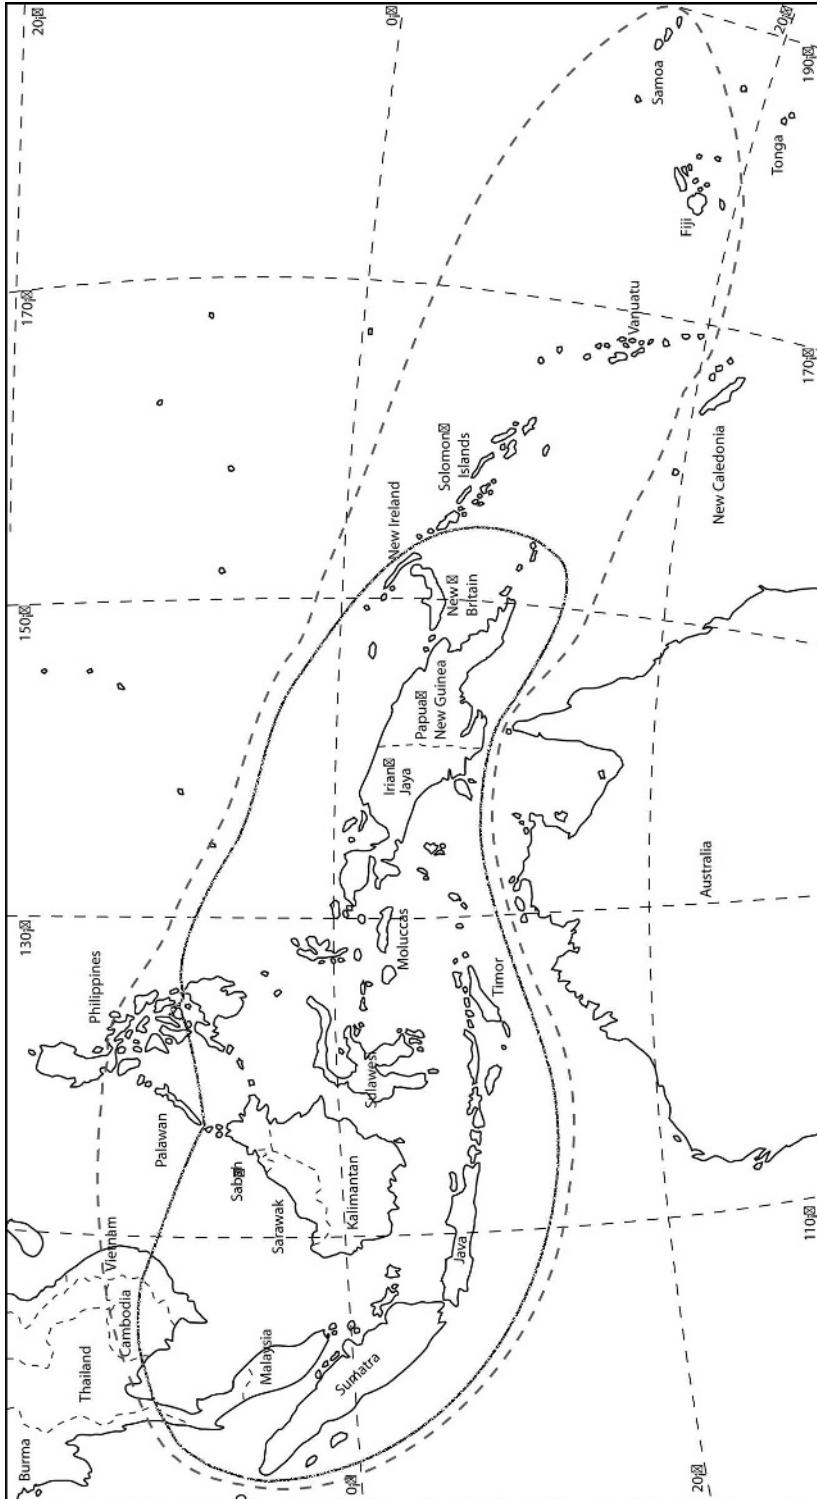 Burma
130¡
150¡
170¡
20¡
Thailand
Vietnam
Cambodia
Philippines
Palawan
Malaysia
Sabah
Sarawak
Kalimantan
Sumatra
Sulawesi
Moluccas
0¡
0¡
Irian
Jaya
Papua
New Guinea
New Ireland
New
Britain
Solomon
Islands
Java
Timor
Vanuatu
Fiji
Samoa
Tonga
New Caledonia
Australia
20¡
110¡
170¡
190¡
20¡